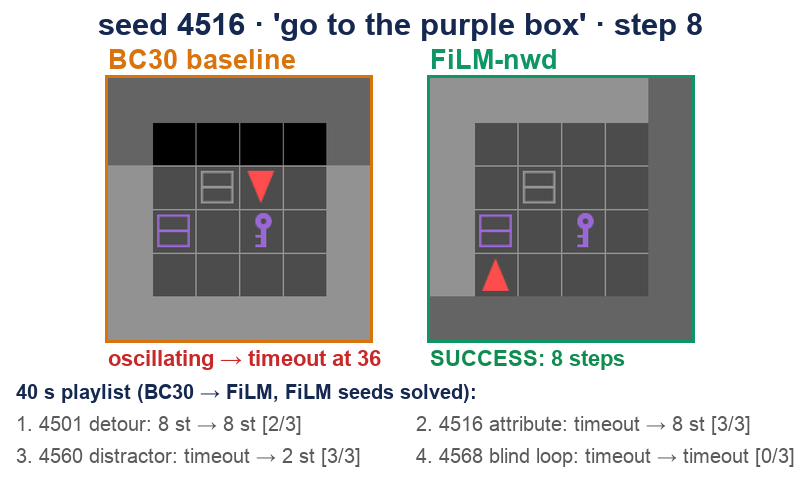 seed 4516 · 'go to the purple box' · step 8
BC30 baseline
FiLM-nwd
oscillating → timeout at 36
SUCCESS: 8 steps
40 s playlist (BC30 → FiLM, FiLM seeds solved):
1. 4501 detour: 8 st → 8 st [2/3]
2. 4516 attribute: timeout → 8 st [3/3]
3. 4560 distractor: timeout → 2 st [3/3]
4. 4568 blind loop: timeout → timeout [0/3]